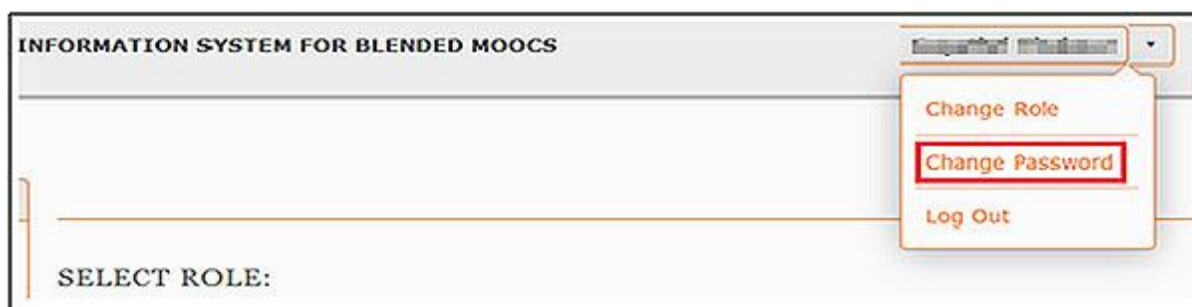 INFORMATION SYSTEM FOR BLENDED MOOCS
Change Role
Change Password
Log Out
SELECT ROLE: